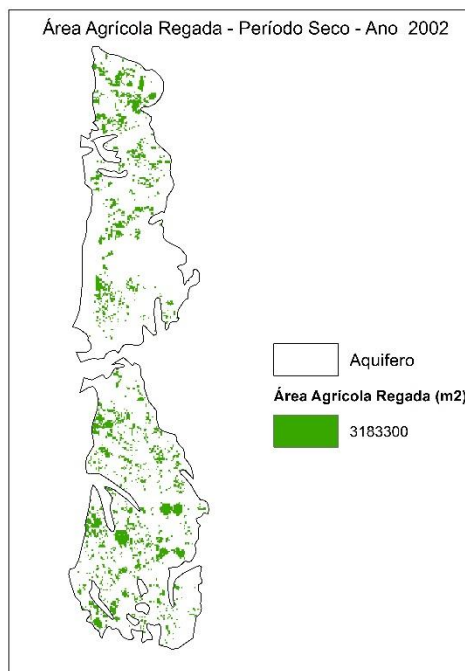 Área Agrícola Regada - Período Seco - Ano 2002
Aquifero
Área Agrícola Regada (m2)
3183300